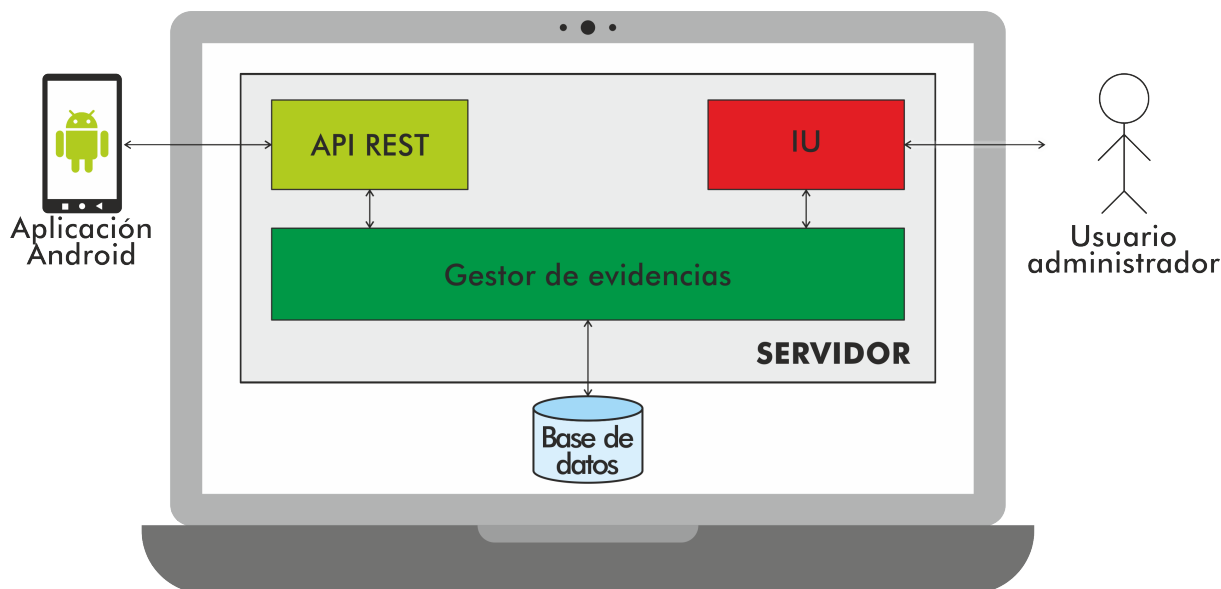 API REST
IU
Aplicación
Android
Usuario
administrador
Gestor de evidencias
SERVIDOR
Base de
datos